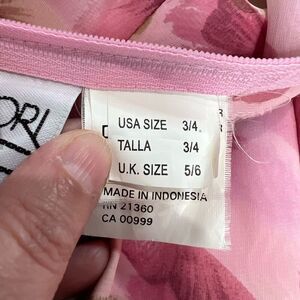 USA SIZE 3/4
TALLA 3/4
U.K. SIZE 5/6
MADE IN INDONESIA
RN 21360
CA 00999